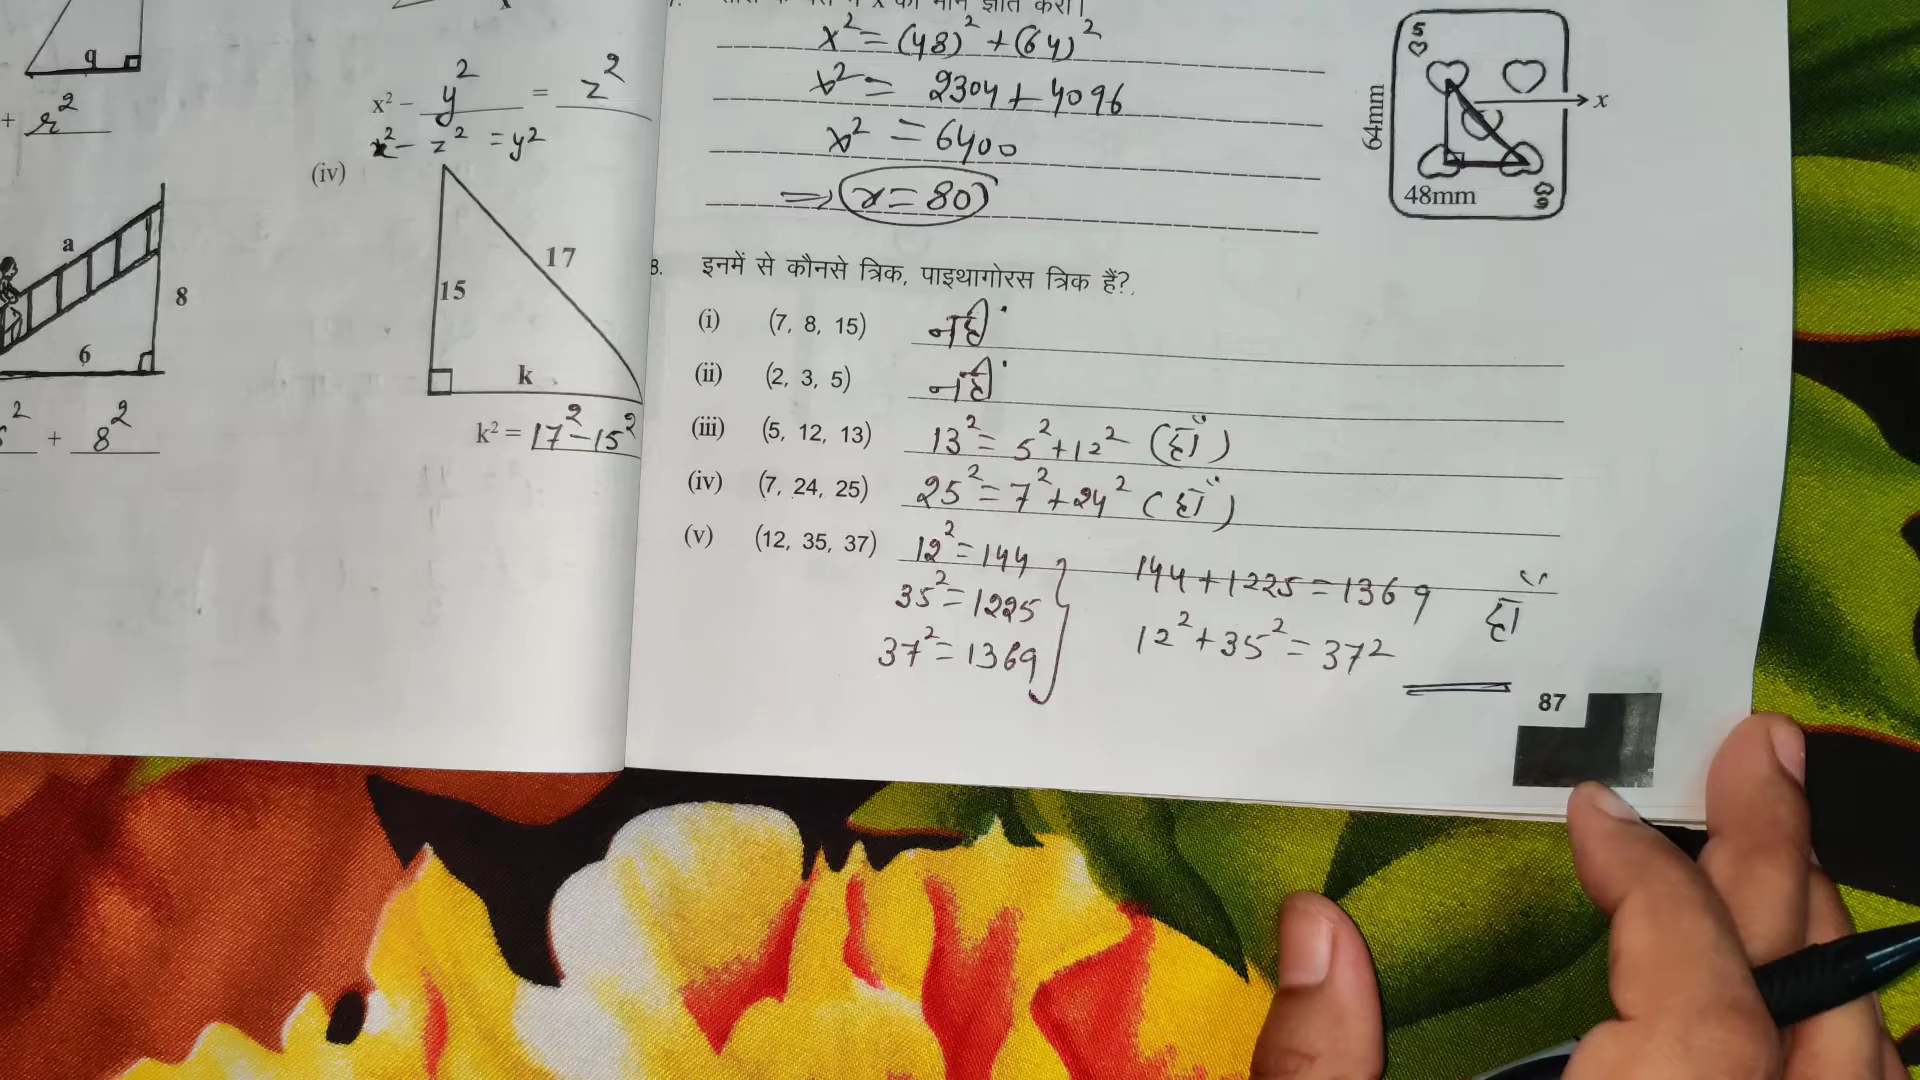 q
+ r²
x² – y² = z²
x² – z² = y²
(iv)
a
8
6
² + 8²
15
17
k
k² = 17² – 15²
x² = (48)² + (64)²
x² = 2304 + 4096
x² = 6400
⇒ x = 80
5
64mm
x
48mm
8. इनमें से कौनसे त्रिक, पाइथागोरस त्रिक हैं?
(i) (7, 8, 15) नहीं
(ii) (2, 3, 5) नहीं
(iii) (5, 12, 13) 13² = 5² + 12² (हाँ)
(iv) (7, 24, 25) 25² = 7² + 24² (हाँ)
(v) (12, 35, 37) 12² = 144
35² = 1225
37² = 1369
144 + 1225 = 1369 हाँ
12² + 35² = 37²
87